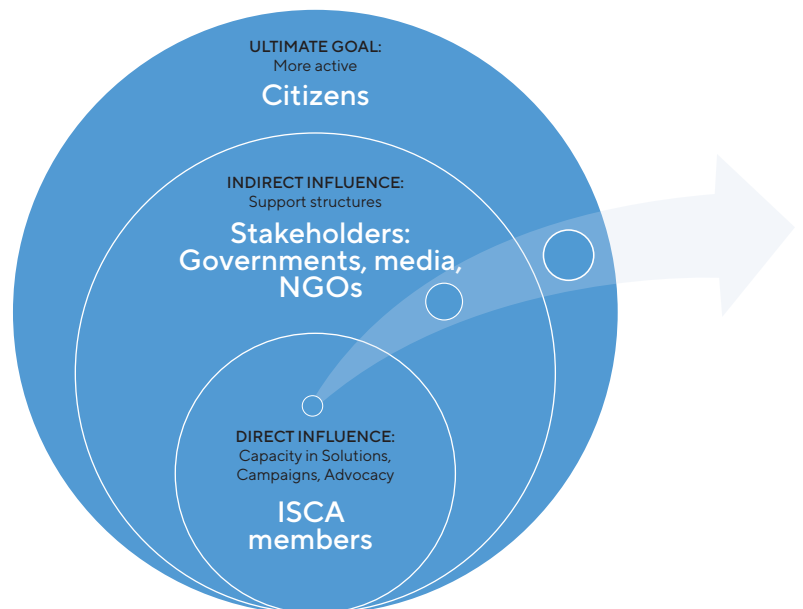 ULTIMATE GOAL:
More active
Citizens
INDIRECT INFLUENCE:
Support structures
Stakeholders:
Governments, media,
NGOs
DIRECT INFLUENCE:
Capacity in Solutions,
Campaigns, Advocacy
ISCA
members